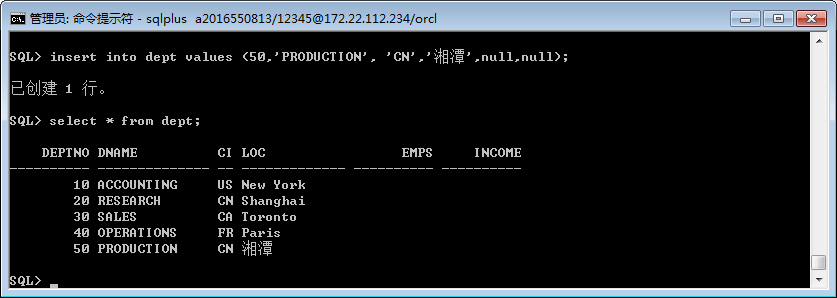 管理员: 命令提示符 - sqlplus  a2016550813/12345@172.22.112.234/orcl
SQL> insert into dept values (50,'PRODUCTION', 'CN','湘潭',null,null);
已创建 1 行。
SQL> select * from dept;
    DEPTNO DNAME          CI LOC                 EMPS     INCOME
---------- -------------- -- ------------- ---------- ----------
        10 ACCOUNTING     US New York
        20 RESEARCH       CN Shanghai
        30 SALES          CA Toronto
        40 OPERATIONS     FR Paris
        50 PRODUCTION     CN 湘潭
SQL>